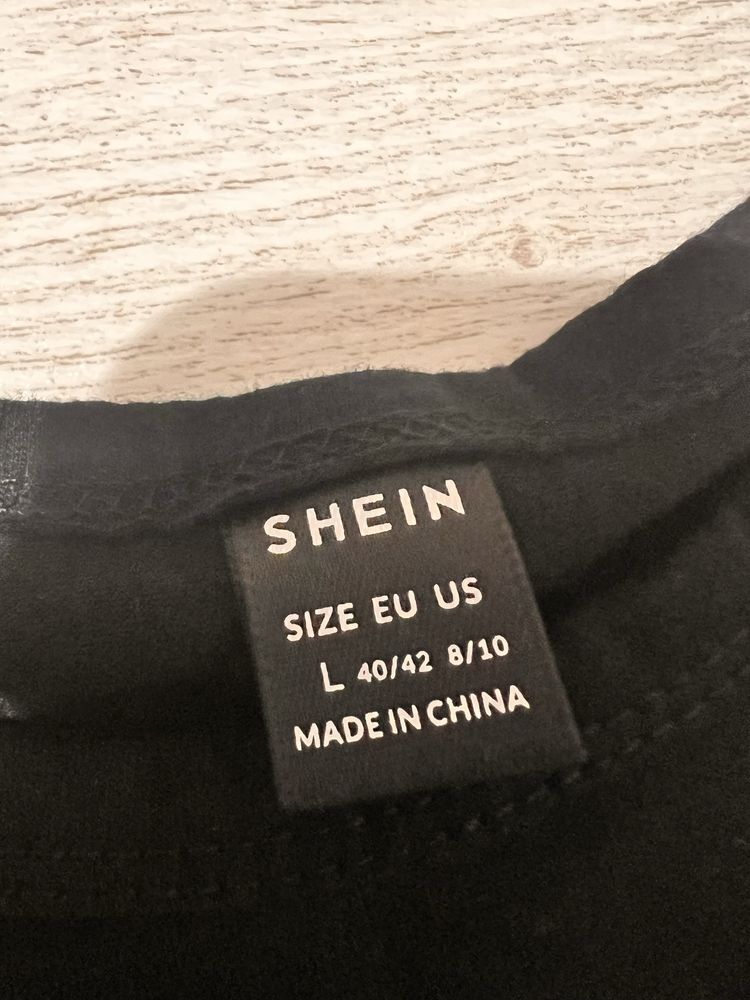 SHEIN
SIZE EU US
L 40/42 8/10
MADE IN CHINA